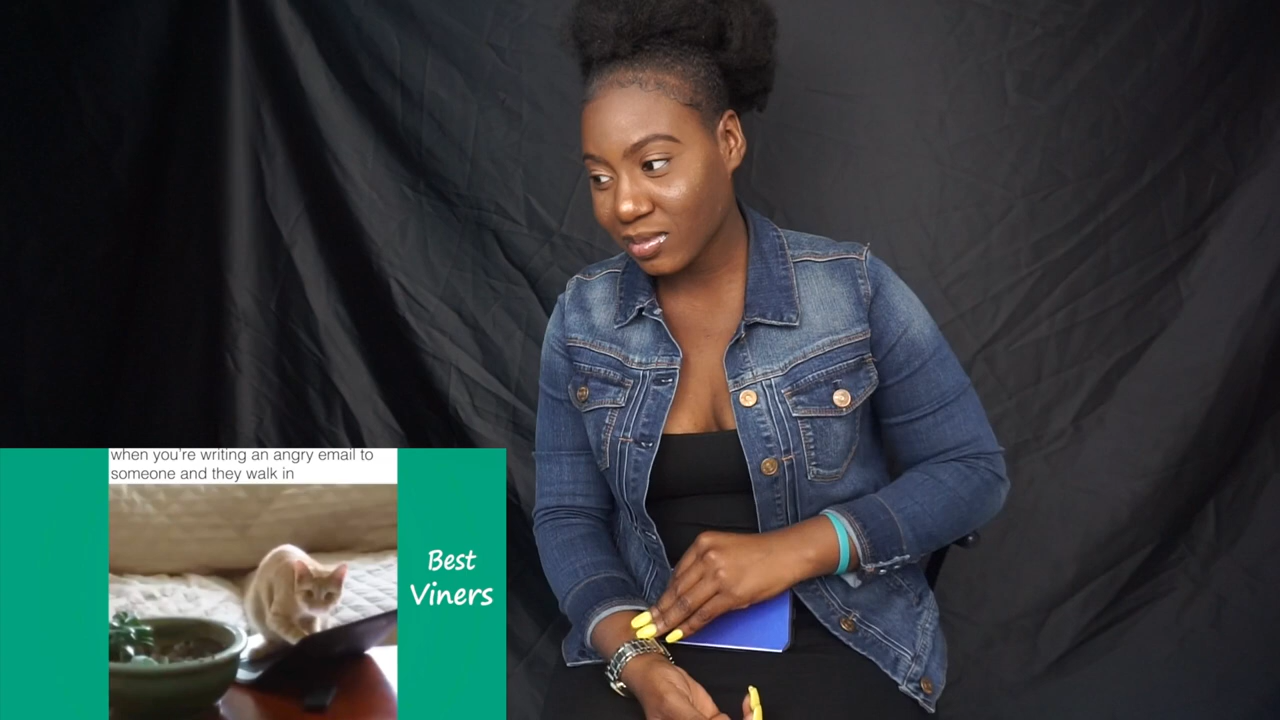 when you're writing an angry email to
someone and they walk in
Best
Viners